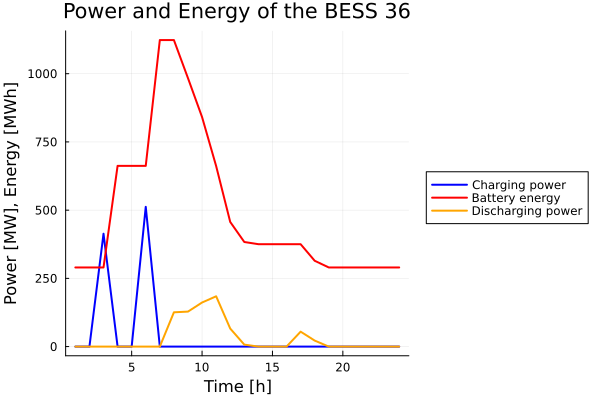 Power and Energy of the BESS 36
Power [MW], Energy [MWh]
1000
750
500
250
0
5 10 15 20
Time [h]
Charging power
Battery energy
Discharging power